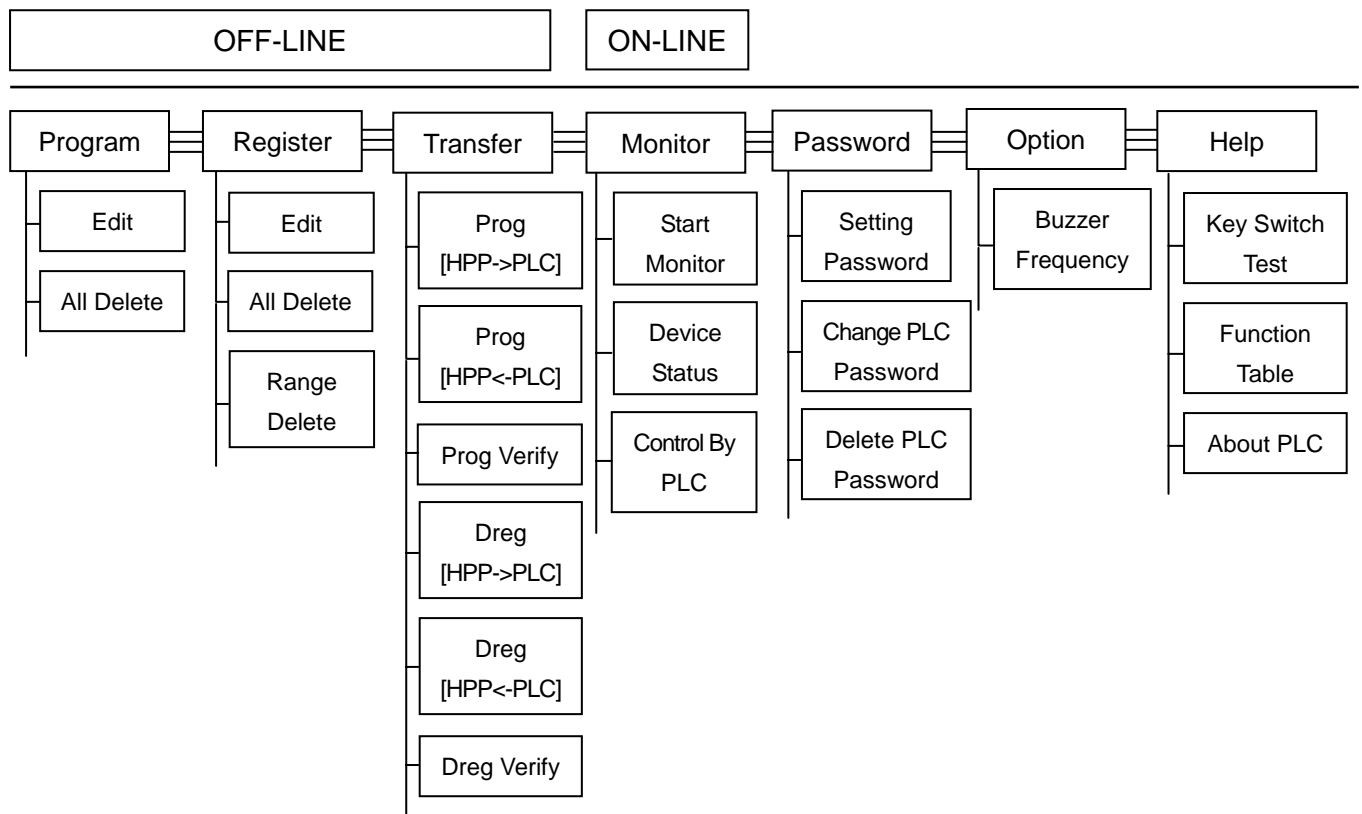 OFF-LINE
ON-LINE
Program
Register
Transfer
Monitor
Password
Option
Help
Edit
All Delete
Edit
All Delete
Range
Delete
Prog
[HPP->PLC]
Prog
[HPP<-PLC]
Prog Verify
Dreg
[HPP->PLC]
Dreg
[HPP<-PLC]
Dreg Verify
Start
Monitor
Device
Status
Control By
PLC
Setting
Password
Change PLC
Password
Delete PLC
Password
Buzzer
Frequency
Key Switch
Test
Function
Table
About PLC